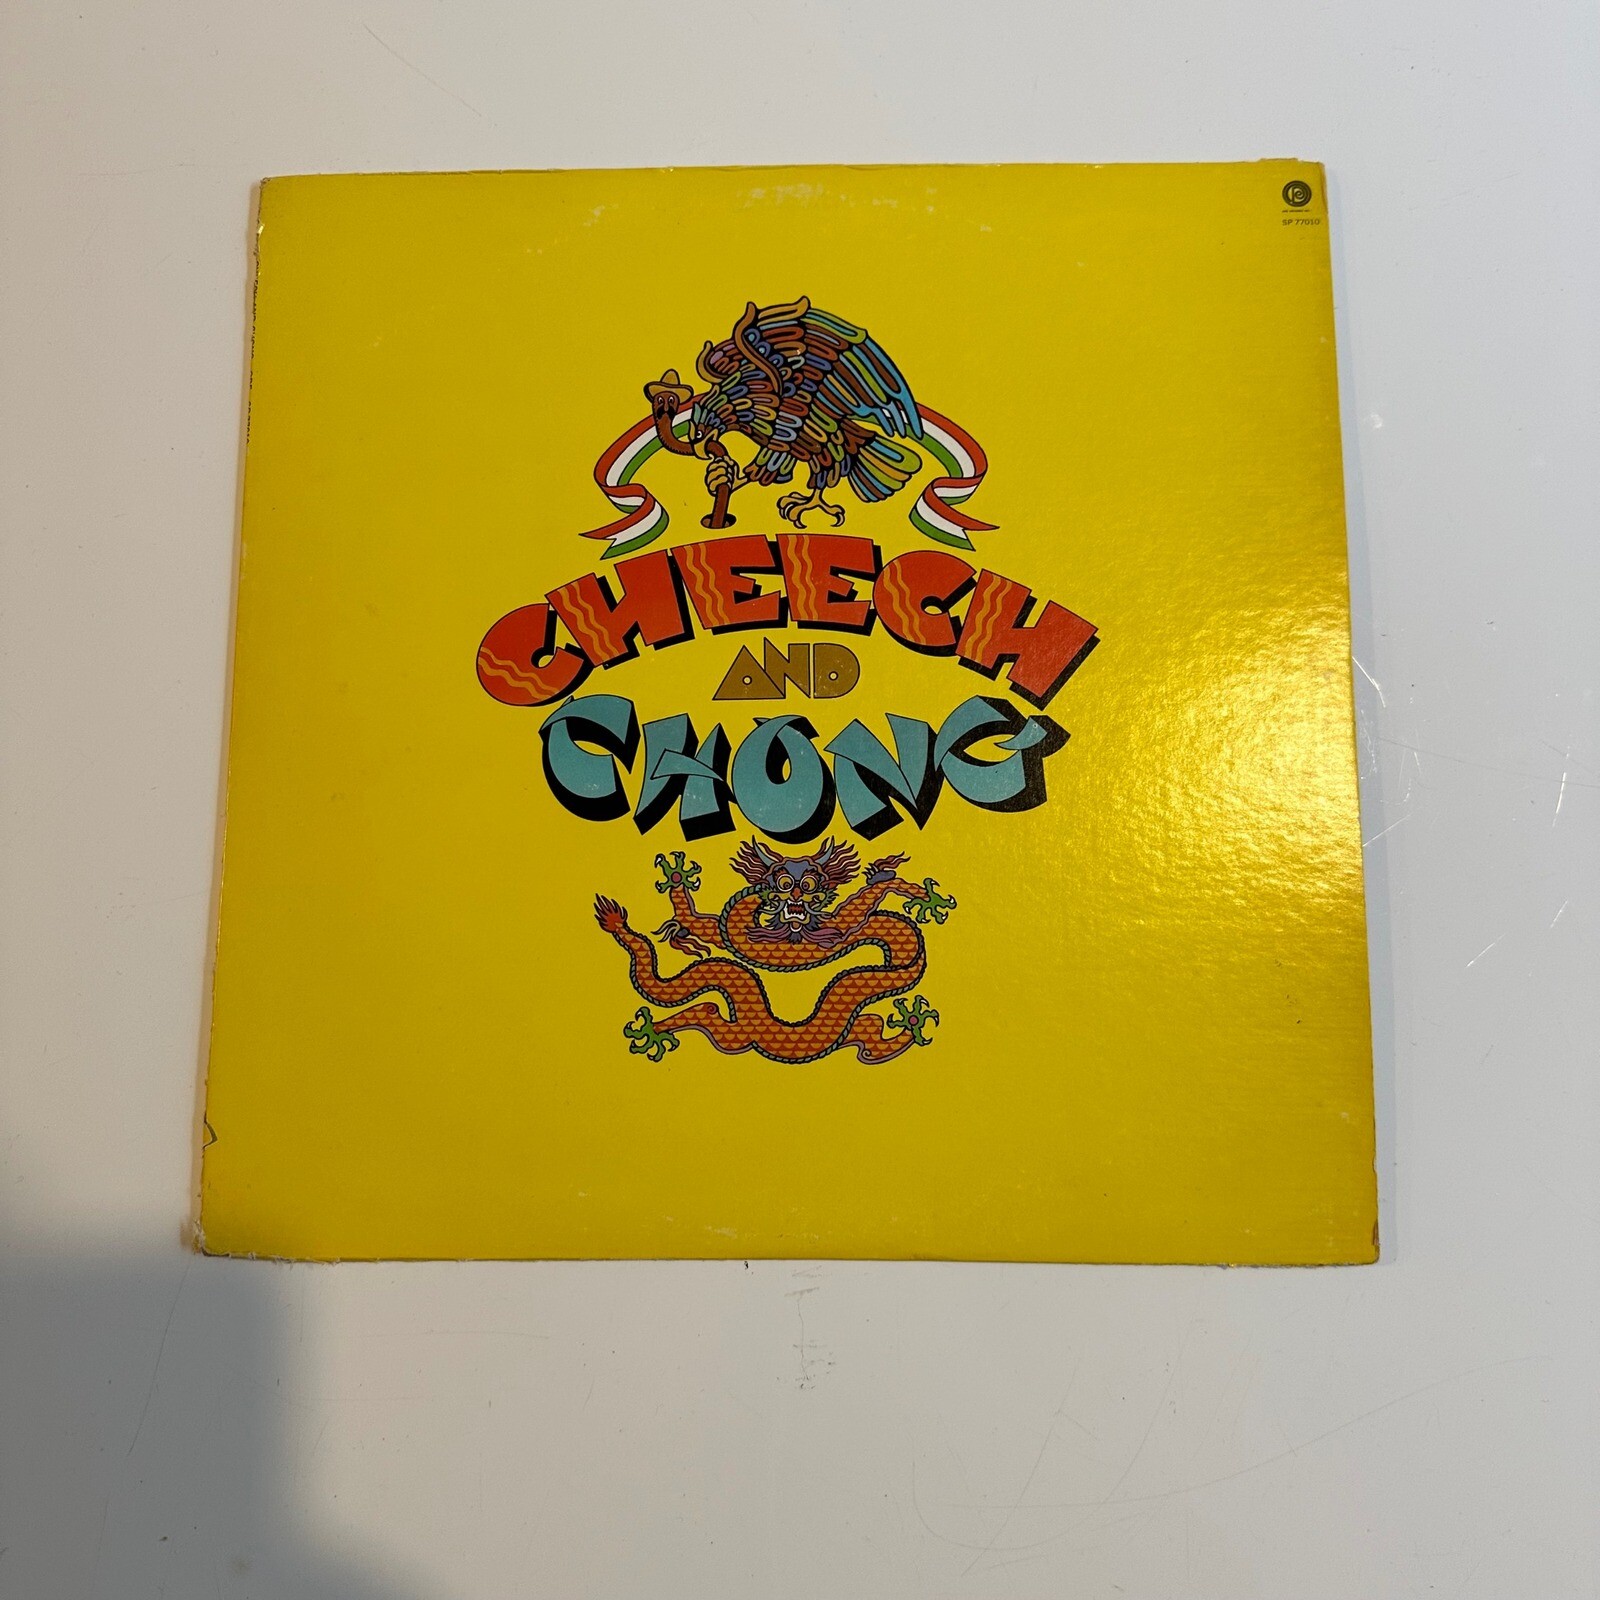 SP 77010
CHEECH
AND
CHONG